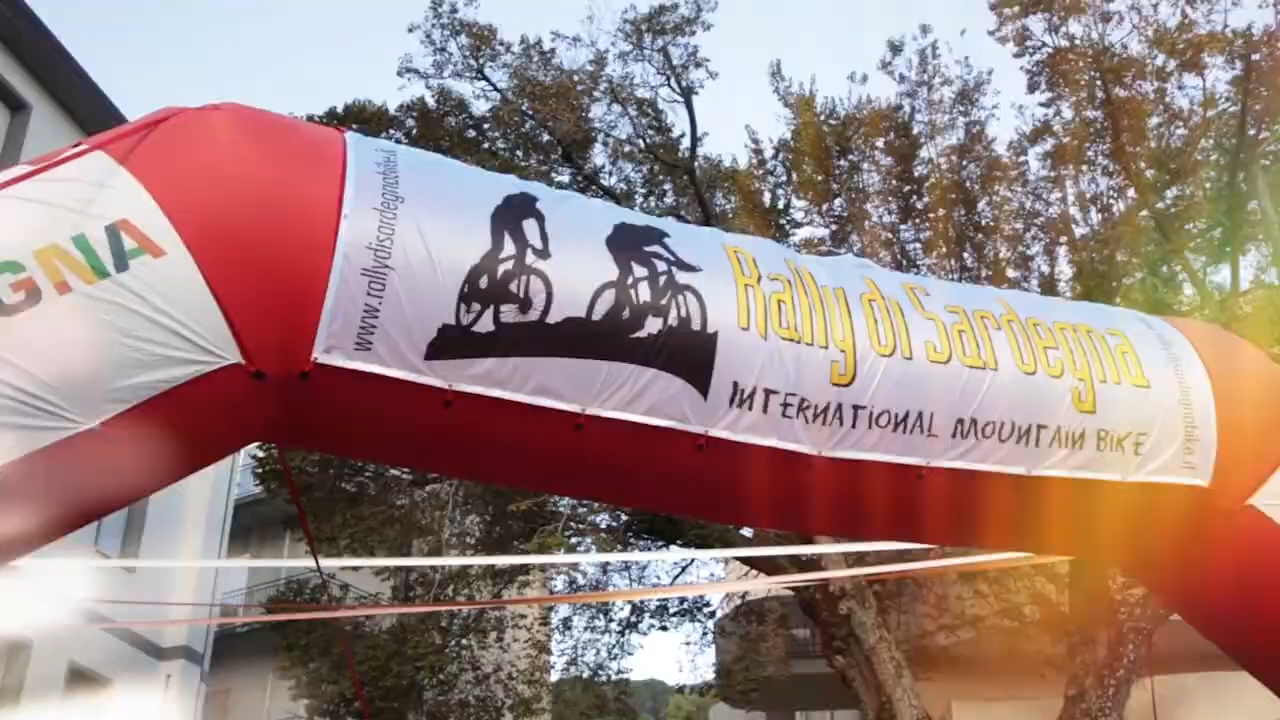 GNA
www.rallydisardegnabike.it
Rally di Sardegna
INTERNATIONAL MOUNTAIN BIKE